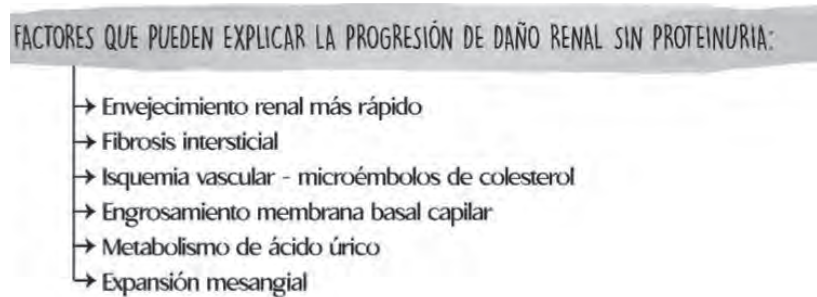 FACTORES QUE PUEDEN EXPLICAR LA PROGRESIÓN DE DAÑO RENAL SIN PROTEINURIA:
→ Envejecimiento renal más rápido
→ Fibrosis intersticial
→ Isquemia vascular - microémbolos de colesterol
→ Engrosamiento membrana basal capilar
→ Metabolismo de ácido úrico
→ Expansión mesangial